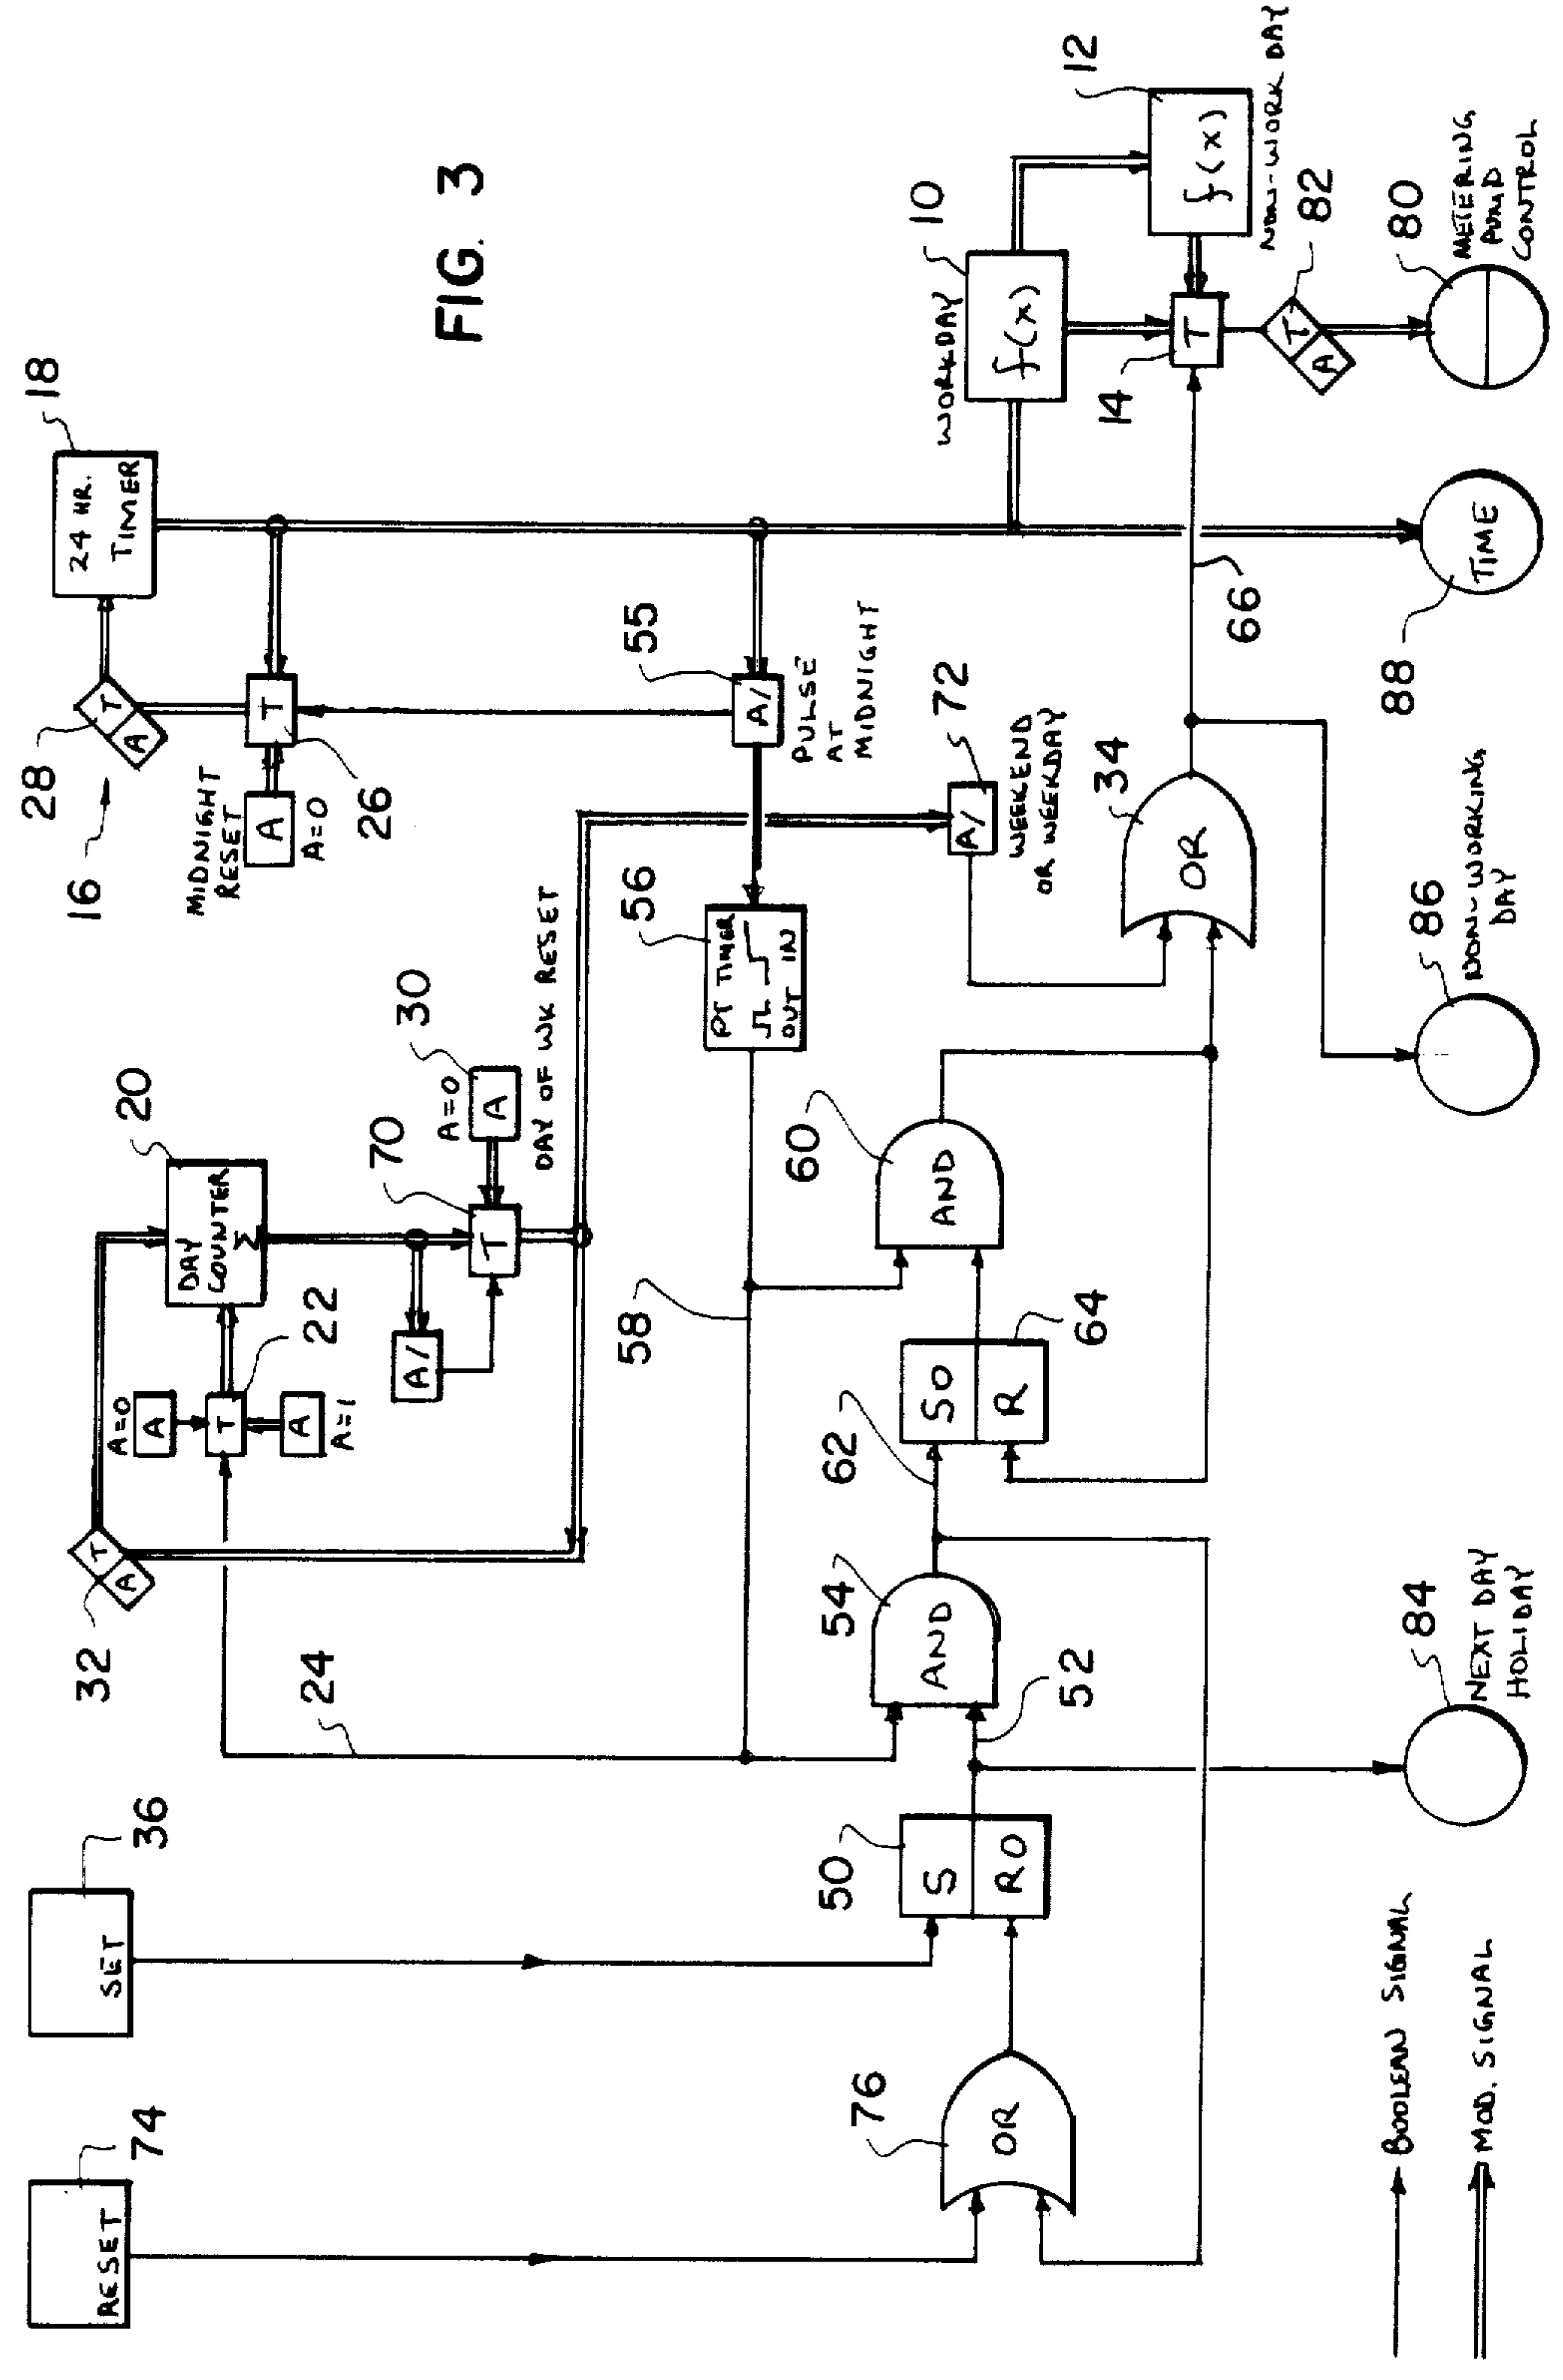 FIG. 3
RESET
74
SET
36
32
T
A
24
A=0
A
T
22
A
A=1
DAY
COUNTER
Σ
20
A/
T
70
A=0
A
30
DAY OF WK RESET
16
28
T
A
24 HR.
TIMER
18
MIDNIGHT
RESET
A
A=0
T
26
58
PT TIMER
OUT IN
56
A/
55
PULSE
AT
MIDNIGHT
76
OR
50
S
RO
52
54
AND
62
SO
R
64
60
AND
A/
72
WEEKEND
OR WEEKDAY
34
OR
66
WORKDAY
10
f(x)
12
f(x)
NON-WORK DAY
14
T
T
A
82
80
METERING
AND
CONTROL
88
TIME
86
NON-WORKING
DAY
84
NEXT DAY
HOLIDAY
BOOLEAN SIGNAL
MOD. SIGNAL